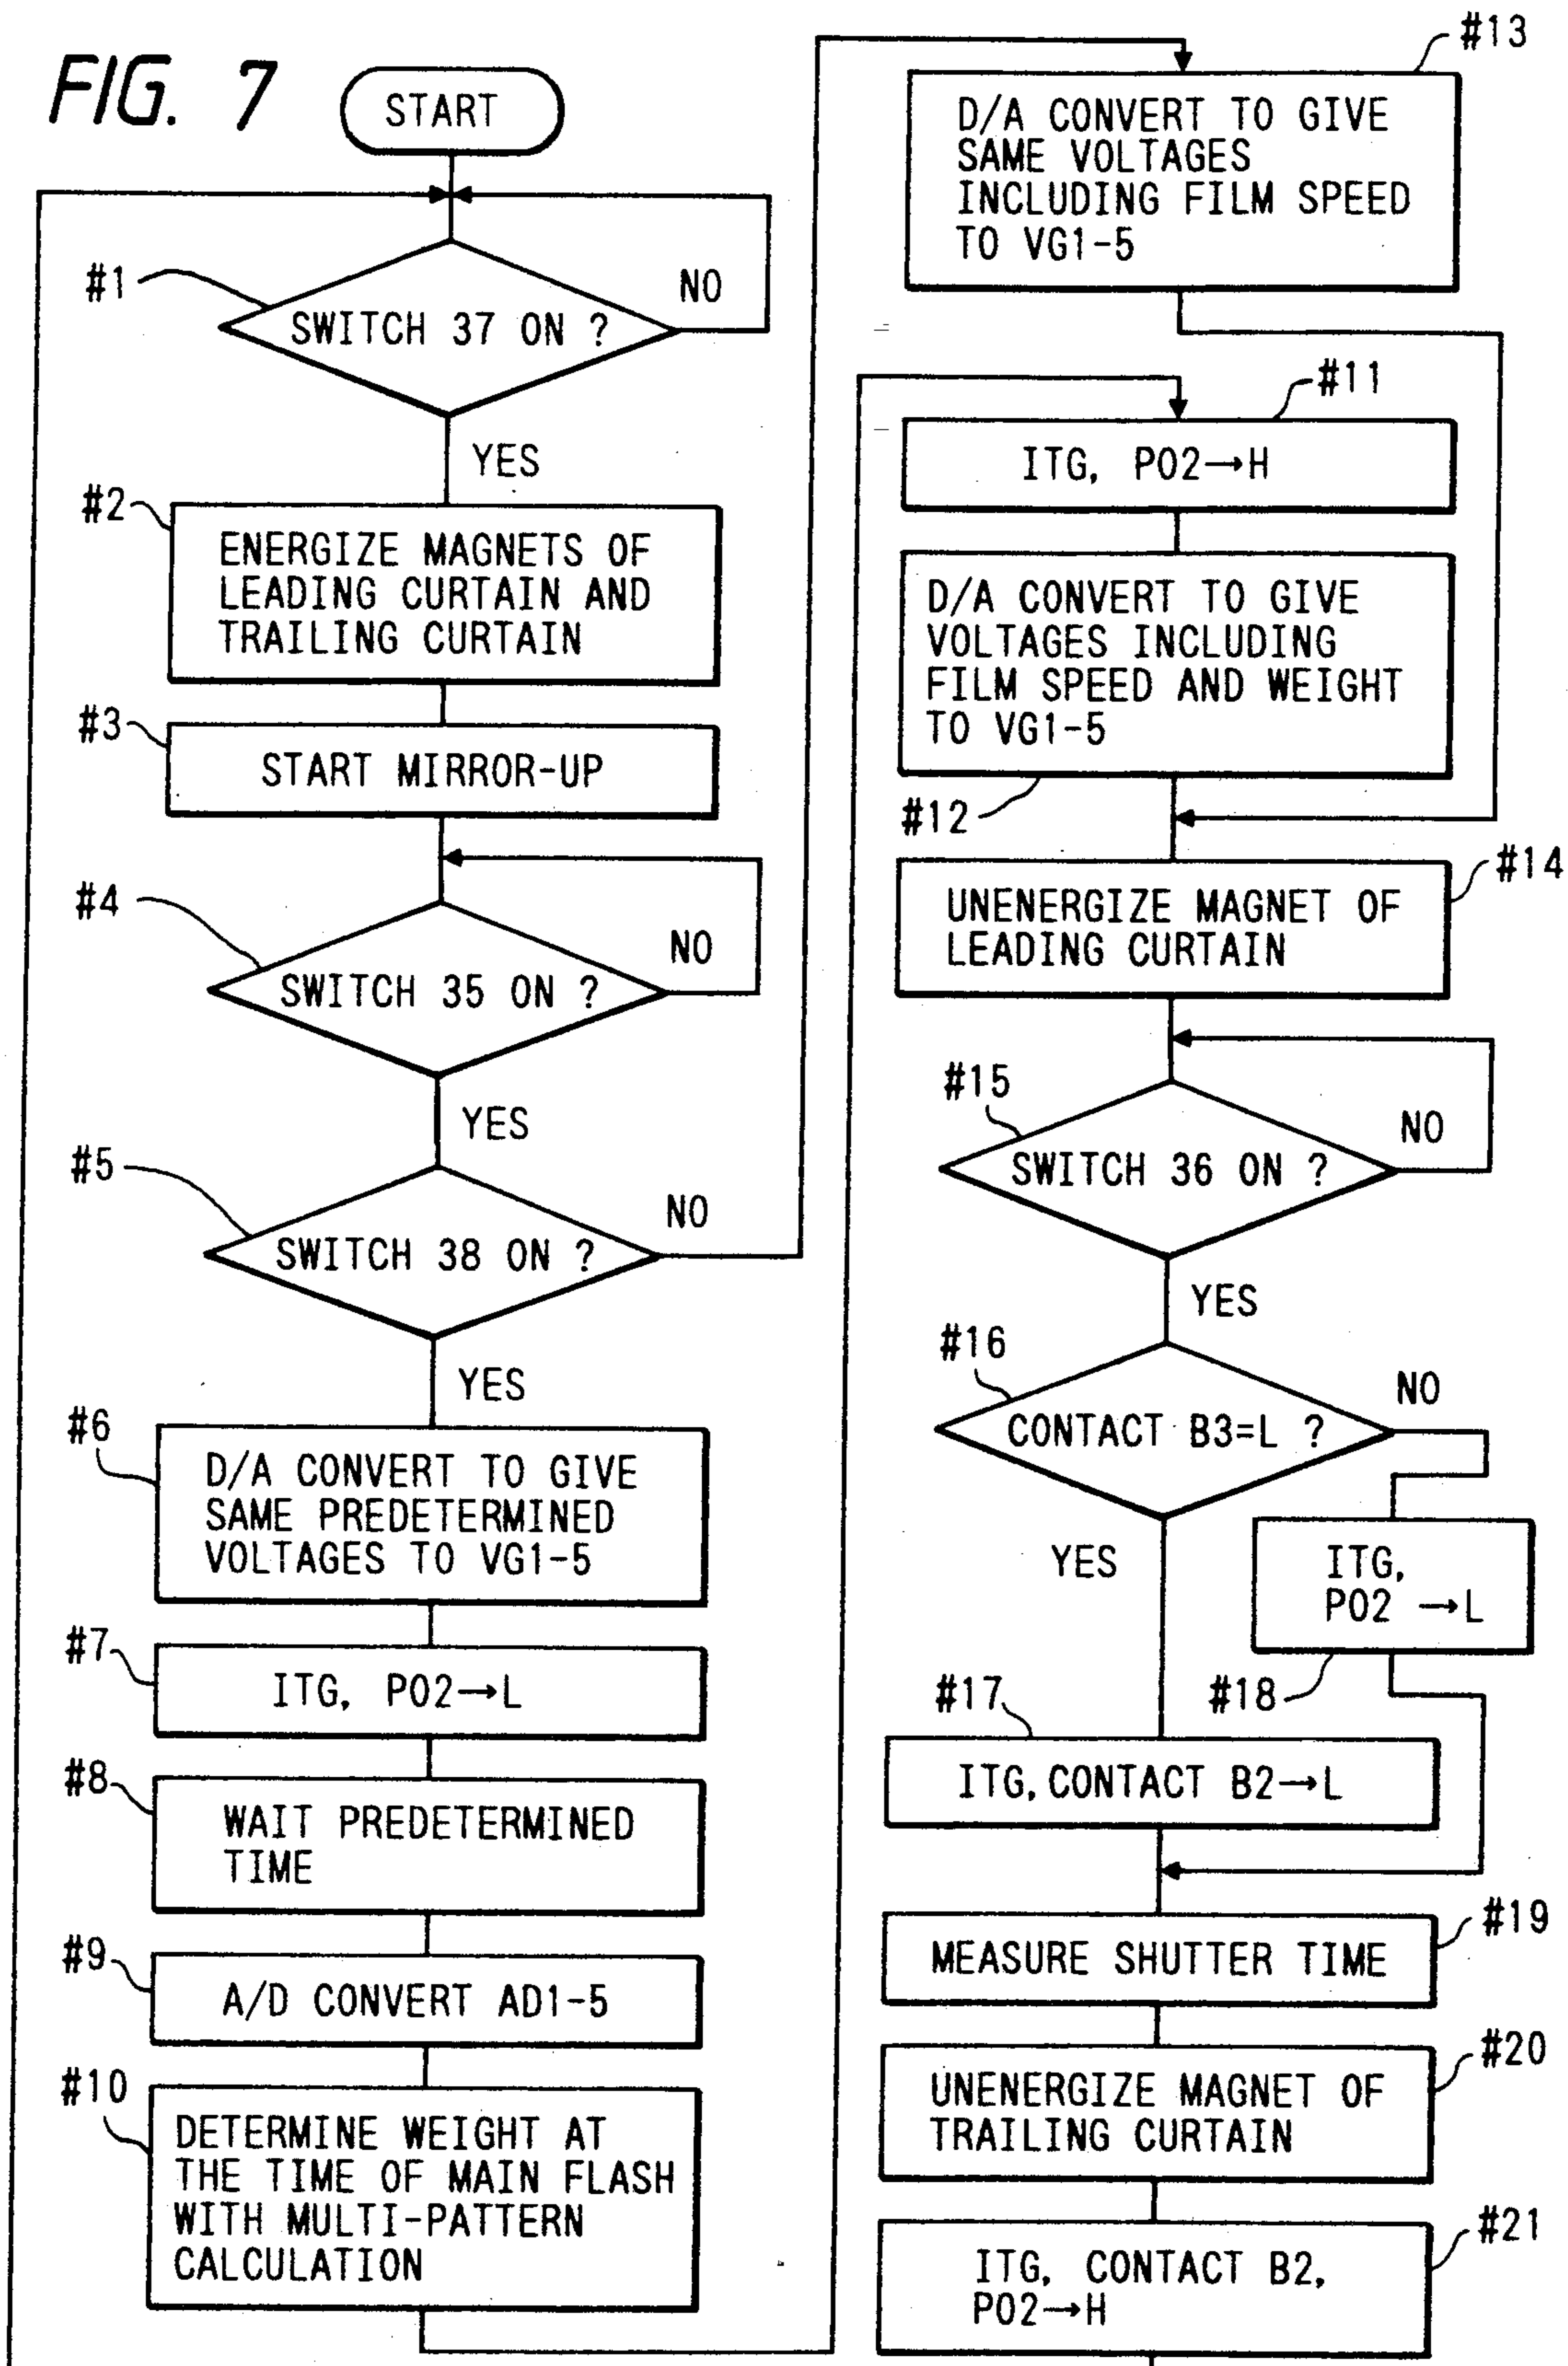 FIG. 7
START
#1
SWITCH 37 ON ?
NO
YES
#2
ENERGIZE MAGNETS OF
LEADING CURTAIN AND
TRAILING CURTAIN
#3
START MIRROR-UP
#4
SWITCH 35 ON ?
NO
YES
#5
SWITCH 38 ON ?
NO
YES
#6
D/A CONVERT TO GIVE
SAME PREDETERMINED
VOLTAGES TO VG1-5
#7
ITG, PO2→L
#8
WAIT PREDETERMINED
TIME
#9
A/D CONVERT AD1-5
#10
DETERMINE WEIGHT AT
THE TIME OF MAIN FLASH
WITH MULTI-PATTERN
CALCULATION
#13
D/A CONVERT TO GIVE
SAME VOLTAGES
INCLUDING FILM SPEED
TO VG1-5
#11
ITG, PO2→H
D/A CONVERT TO GIVE
VOLTAGES INCLUDING
FILM SPEED AND WEIGHT
TO VG1-5
#12
#14
UNENERGIZE MAGNET OF
LEADING CURTAIN
#15
SWITCH 36 ON ?
NO
YES
#16
CONTACT B3=L ?
NO
YES
ITG,
PO2 →L
#18
#17
ITG, CONTACT B2→L
#19
MEASURE SHUTTER TIME
#20
UNENERGIZE MAGNET OF
TRAILING CURTAIN
#21
ITG, CONTACT B2,
PO2→H